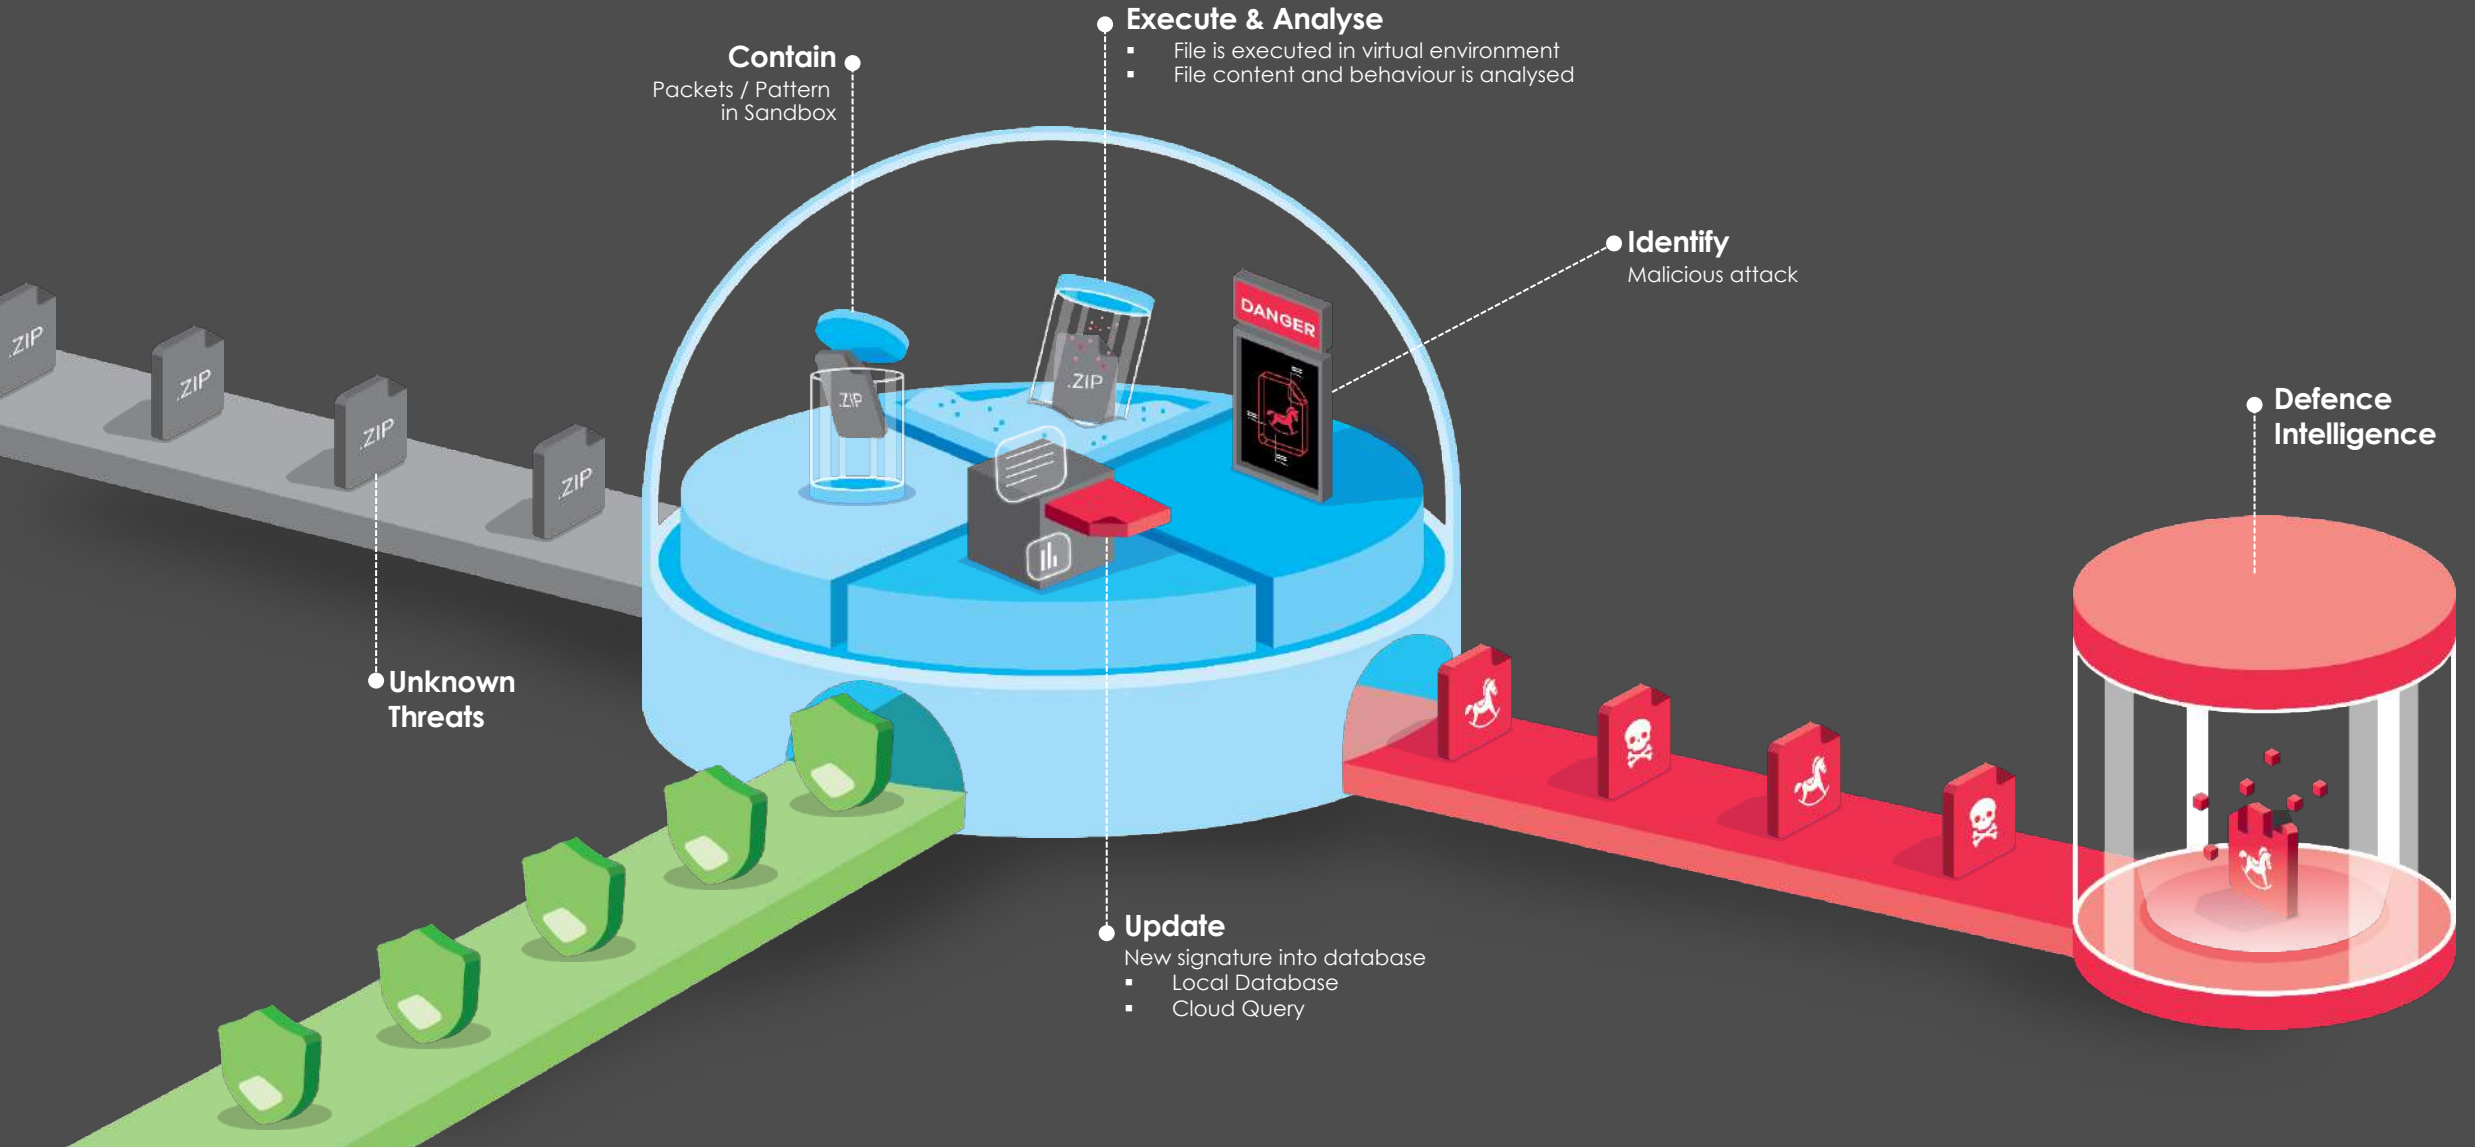 Execute & Analyse
▪ File is executed in virtual environment
▪ File content and behaviour is analysed
Contain
Packets / Pattern
in Sandbox
Identify
Malicious attack
DANGER
.ZIP
.ZIP
.ZIP
.ZIP
.ZIP
.ZIP
Defence
Intelligence
Unknown
Threats
Update
New signature into database
▪ Local Database
▪ Cloud Query